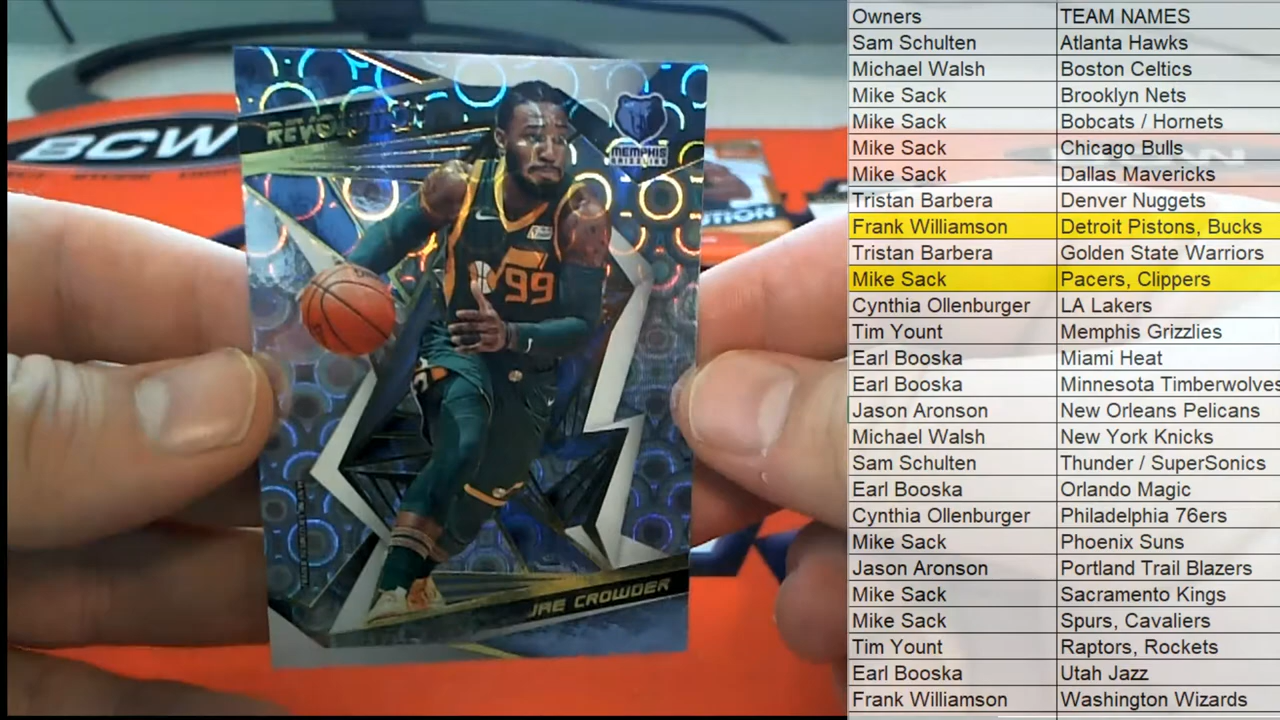 BCW
REVOLUTION
MEMPHIS
GRIZZLIES
99
JAE CROWDER
UTION
Owners TEAM NAMES
Sam Schulten Atlanta Hawks
Michael Walsh Boston Celtics
Mike Sack Brooklyn Nets
Mike Sack Bobcats / Hornets
Mike Sack Chicago Bulls
Mike Sack Dallas Mavericks
Tristan Barbera Denver Nuggets
Frank Williamson Detroit Pistons, Bucks
Tristan Barbera Golden State Warriors
Mike Sack Pacers, Clippers
Cynthia Ollenburger LA Lakers
Tim Yount Memphis Grizzlies
Earl Booska Miami Heat
Earl Booska Minnesota Timberwolves
Jason Aronson New Orleans Pelicans
Michael Walsh New York Knicks
Sam Schulten Thunder / SuperSonics
Earl Booska Orlando Magic
Cynthia Ollenburger Philadelphia 76ers
Mike Sack Phoenix Suns
Jason Aronson Portland Trail Blazers
Mike Sack Sacramento Kings
Mike Sack Spurs, Cavaliers
Tim Yount Raptors, Rockets
Earl Booska Utah Jazz
Frank Williamson Washington Wizards